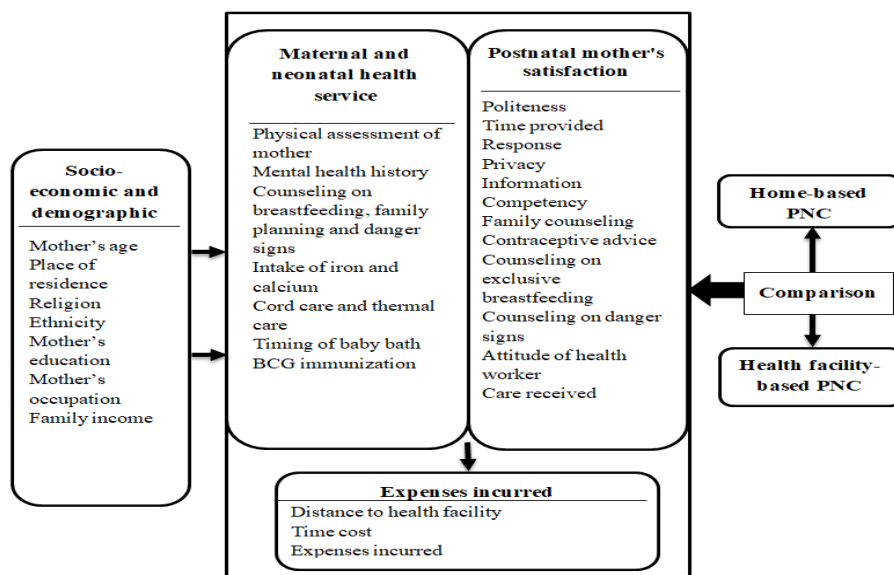 Socio-
economic and
demographic
Mother's age
Place of
residence
Religion
Ethnicity
Mother's
education
Mother's
occupation
Family income
Maternal and
neonatal health
service
Physical assessment of
mother
Mental health history
Counseling on
breastfeeding, family
planning and danger
signs
Intake of iron and
calcium
Cord care and thermal
care
Timing of baby bath
BCG immunization
Postnatal mother's
satisfaction
Politeness
Time provided
Response
Privacy
Information
Competency
Family counseling
Contraceptive advice
Counseling on
exclusive
breastfeeding
Counseling on danger
signs
Attitude of health
worker
Care received
Expenses incurred
Distance to health facility
Time cost
Expenses incurred
Home-based
PNC
Comparison
Health facility-
based PNC